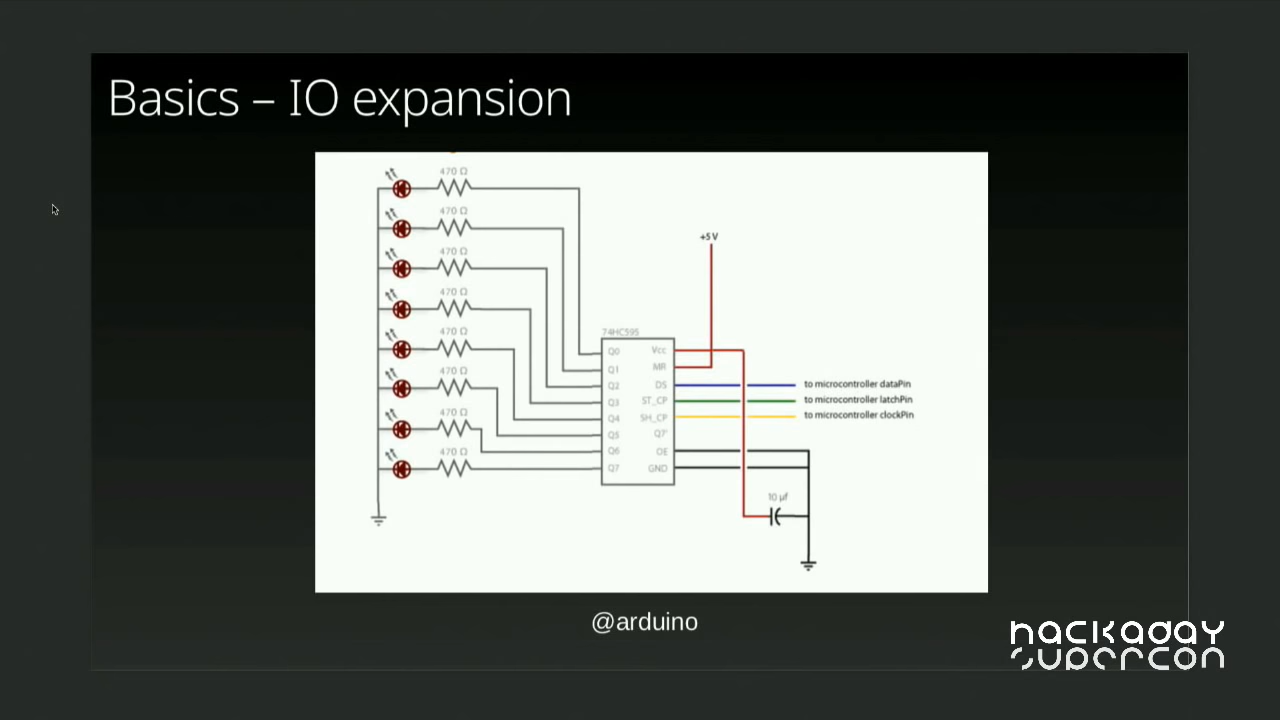 Basics – IO expansion
470 Ω
470 Ω
470 Ω
470 Ω
470 Ω
470 Ω
470 Ω
470 Ω
+5 V
74HC595
Q0 Vcc
Q1 MR
Q2 DS to microcontroller dataPin
Q3 ST_CP to microcontroller latchPin
Q4 SH_CP to microcontroller clockPin
Q5 Q7'
Q6 OE
Q7 GND
10 µf
@arduino
hackaday
supercon